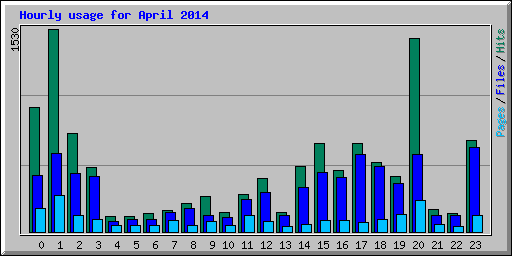 Hourly usage for April 2014
1530
Pages/Files/Hits
0 1 2 3 4 5 6 7 8 9 10 11 12 13 14 15 16 17 18 19 20 21 22 23